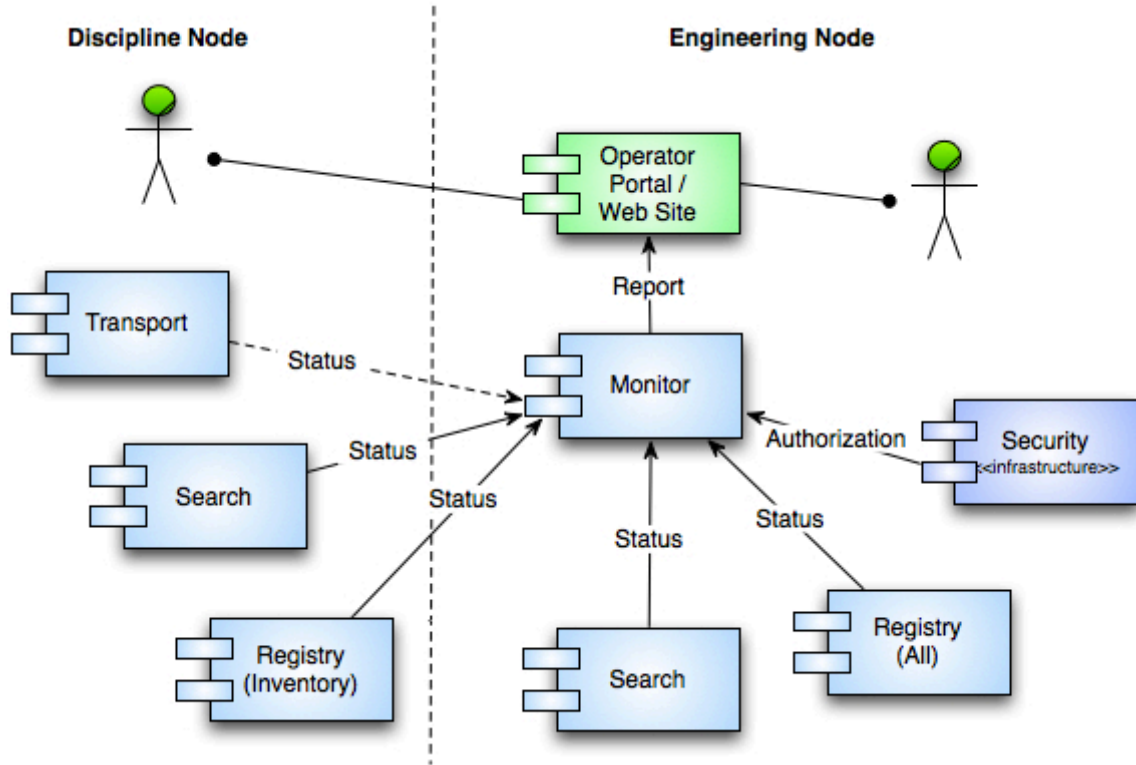 Discipline Node
Engineering Node
Operator
Portal /
Web Site
Report
Transport
Status
Monitor
Authorization
Security
<<infrastructure>>
Status
Search
Status
Status
Status
Registry
(Inventory)
Search
Registry
(All)